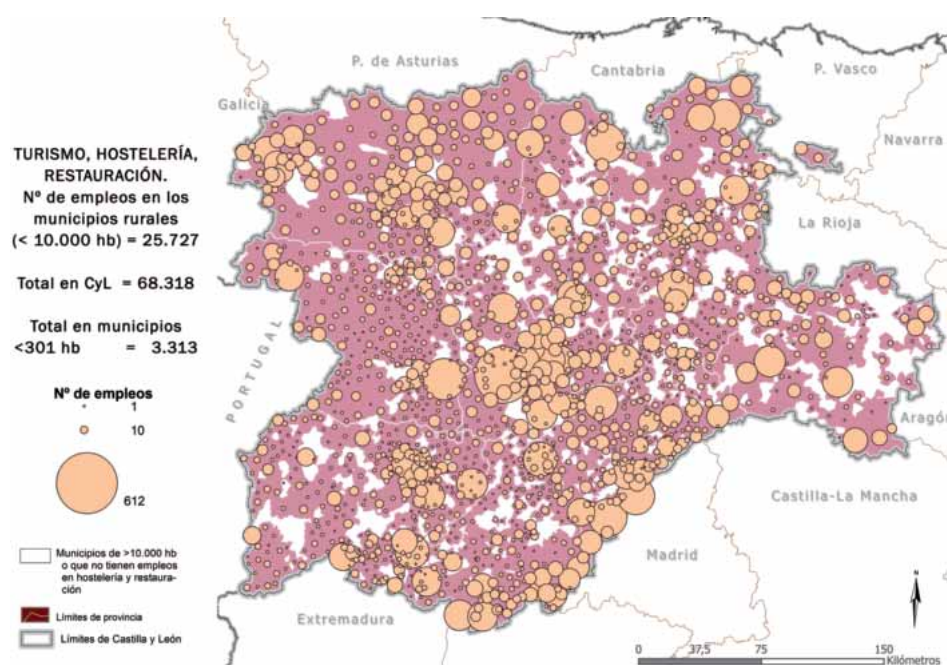 P. de Asturias
Cantabria
P. Vasco
Galicia
Navarra
La Rioja
PORTUGAL
Aragón
Castilla-La Mancha
Madrid
Extremadura
TURISMO, HOSTELERÍA,
RESTAURACIÓN.
Nº de empleos en los
municipios rurales
(< 10.000 hb) = 25.727
Total en CyL = 68.318
Total en municipios
<301 hb = 3.313
Nº de empleos
1
10
612
Municipios de >10.000 hb
o que no tienen empleos
en hostelería y restaura-
ción
Límites de provincia
Límites de Castilla y León
N
0 37,5 75 150
Kilómetros